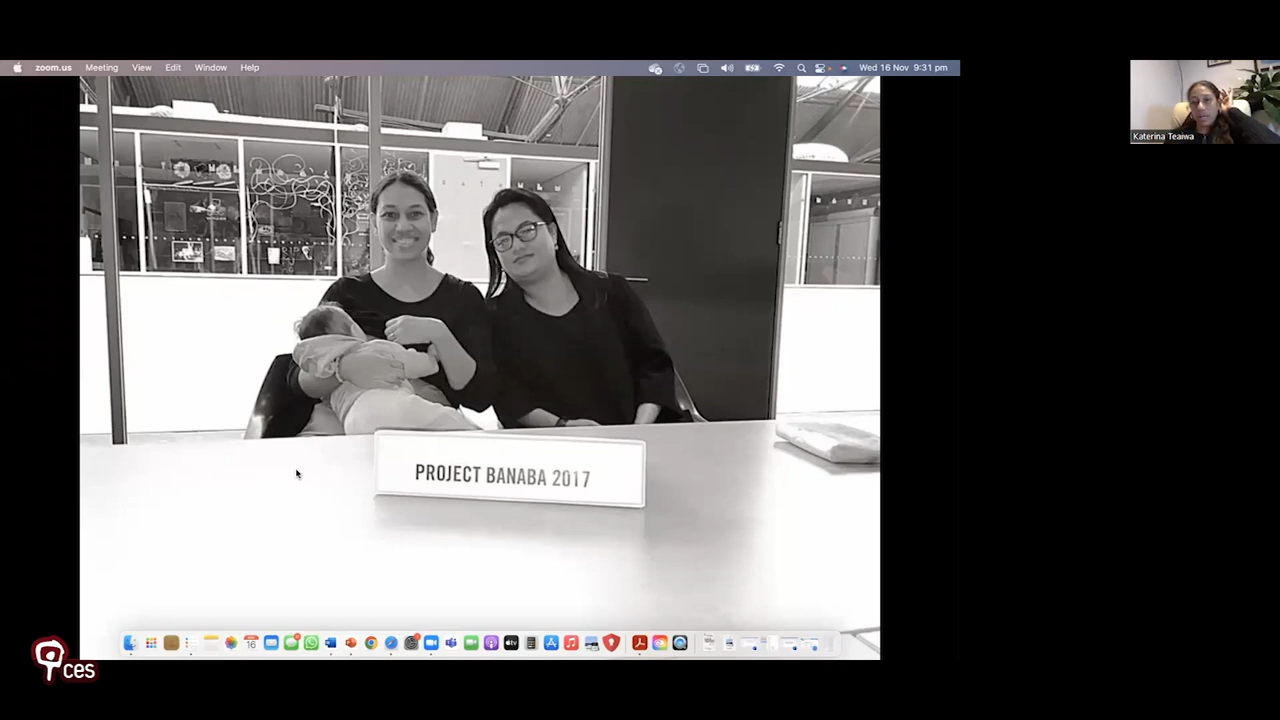 zoom.us Meeting View Edit Window Help Wed 16 Nov 9:31 pm
Katerina Teaiwa
PROJECT BANABA 2017
ces